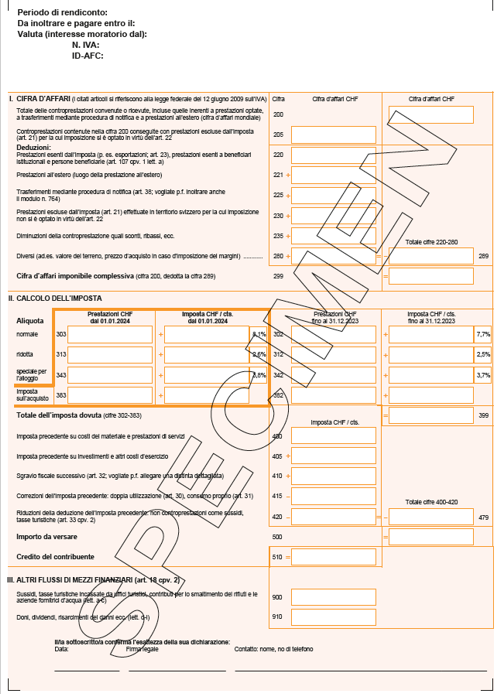 Periodo di rendiconto:
Da inoltrare e pagare entro il:
Valuta (interesse moratorio dal):
N. IVA:
ID-AFC:
I. CIFRA D'AFFARI (i citati articoli si riferiscono alla legge federale del 12 giugno 2009 sull'IVA) Cifra Cifra d'affari CHF Cifra d'affari CHF
Totale delle controprestazioni convenute o ricevute, incluse quelle inerenti a prestazioni optate,
a trasferimenti mediante procedura di notifica e a prestazioni all'estero (cifra d'affari mondiale) 200
Controprestazioni contenute nella cifra 200 conseguite con prestazioni escluse dall'imposta
(art. 21) per la cui imposizione si è optato in virtù dell'art. 22 205
Deduzioni:
Prestazioni esenti dall'imposta (p. es. esportazioni; art. 23), prestazioni a beneficiari
istituzionali e persone beneficiarie (art. 107 cpv. 1 lett. a) 220
Prestazioni all'estero (luogo della prestazione all'estero) 221 +
Trasferimenti mediante procedura di notifica (art. 38; vogliate p.f. inoltrare anche
il modulo n. 764) 225 +
Prestazioni escluse dall'imposta (art. 21) effettuate in territorio svizzero per la cui imposizione
non si è optato in virtù dell'art. 22 230 +
Diminuzioni della controprestazione quali sconti, ribassi, ecc. 235 +
Totale cifre 220-280
Diversi (ad.es. valore del terreno, prezzo d'acquisto in caso d'imposizione dei margini) ............ 280 + = – 289
Cifra d'affari imponibile complessiva (cifra 200, dedotta la cifra 289) 299 =
II. CALCOLO DELL'IMPOSTA
Aliquota
Prestazioni CHF
dal 01.01.2024
Imposta CHF / cts.
dal 01.01.2024
Prestazioni CHF
fino al 31.12.2023
Imposta CHF / cts.
fino al 31.12.2023
normale 303 + 8,1% 302 + 7,7%
ridotta 313 + 2,6% 312 + 2,5%
speciale per
l'alloggio 343 + 3,8% 342 + 3,7%
Imposta
sull'acquisto 383 + 382 +
Totale dell'imposta dovuta (cifre 302-383) = 399
Imposta CHF / cts.
Imposta precedente su costi del materiale e prestazioni di servizi 400
Imposta precedente su investimenti e altri costi d'esercizio 405 +
Sgravio fiscale successivo (art. 32; vogliate p.f. allegare una distinta dettagliata) 410 +
Correzioni dell'imposta precedente: doppia utilizzazione (art. 30), consumo proprio (art. 31) 415 –
Totale cifre 400-420
Riduzioni della deduzione dell'imposta precedente: non controprestazioni come sussidi,
tasse turistiche (art. 33 cpv. 2) 420 – = – 479
Importo da versare 500 =
Credito del contribuente 510 =
III. ALTRI FLUSSI DI MEZZI FINANZIARI (art. 18 cpv. 2)
Sussidi, tasse turistiche incassate da uffici turistici, contributi per lo smaltimento dei rifiuti e le
aziende fornitrici d'acqua (lett. a-c) 900
Doni, dividendi, risarcimenti dei danni ecc. (lett. d-l) 910
Il/la sottoscritto/a conferma l'esattezza della sua dichiarazione:
Data: Firma legale Contatto: nome, no di telefono
SPECIMEN